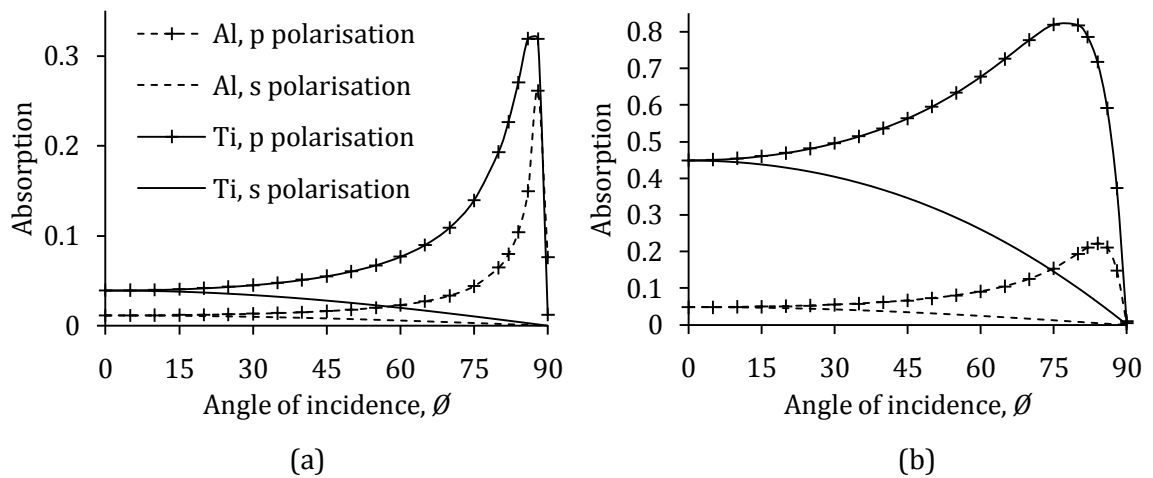 Absorption
0.3
0.2
0.1
0
Al, p polarisation
Al, s polarisation
Ti, p polarisation
Ti, s polarisation
0 15 30 45 60 75 90
Angle of incidence, Ø
(a)
Absorption
0.8
0.7
0.6
0.5
0.4
0.3
0.2
0.1
0
0 15 30 45 60 75 90
Angle of incidence, Ø
(b)